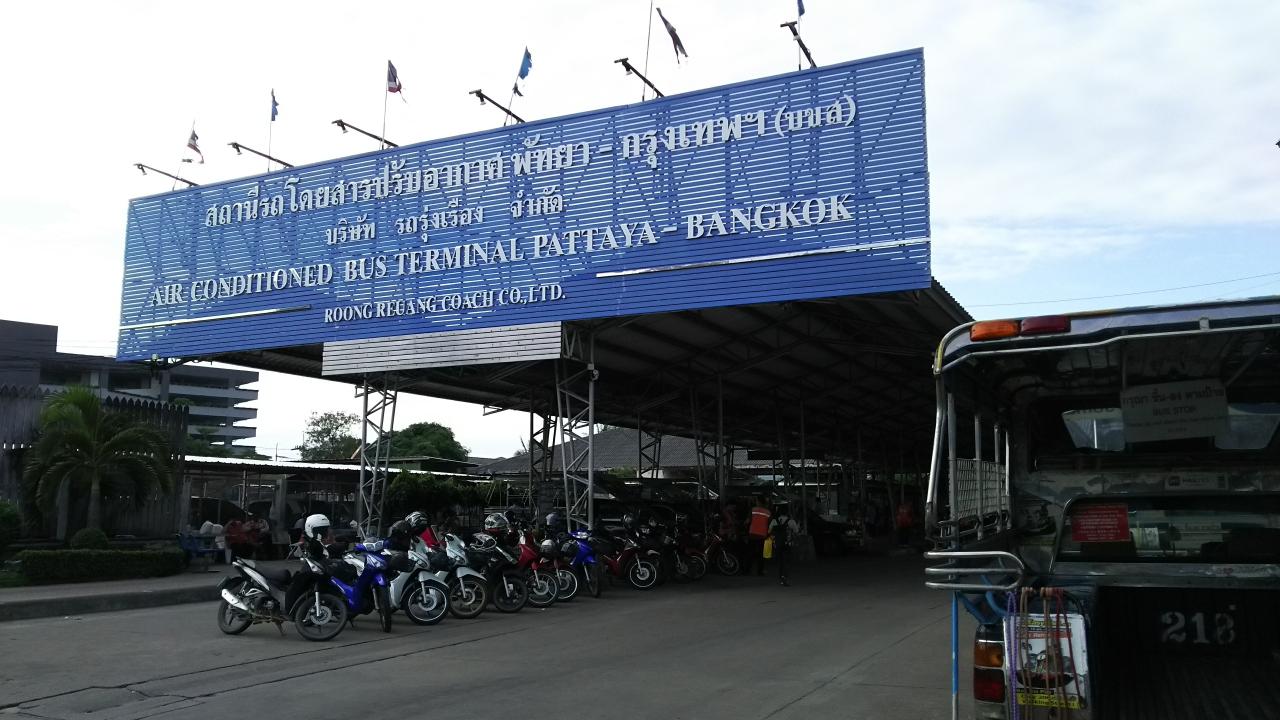 สถานีรถโดยสารปรับอากาศ พัทยา - กรุงเทพฯ (บขส)
บริษัท รถรุ่งเรือง จำกัด
AIR CONDITIONED BUS TERMINAL PATTAYA - BANGKOK
ROONG REUANG COACH CO., LTD.
BUS STOP
218